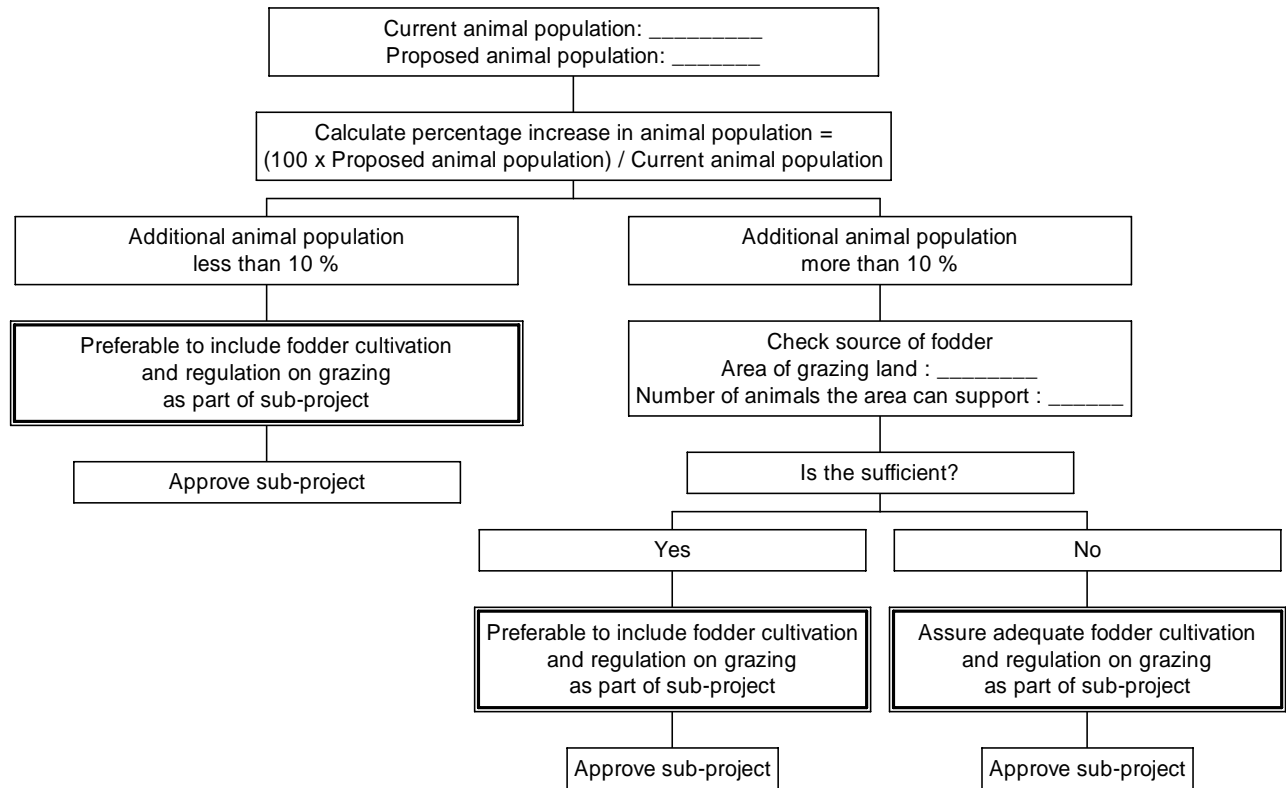 Current animal population: _________
Proposed animal population: _______
Calculate percentage increase in animal population =
(100 x Proposed animal population) / Current animal population
Additional animal population
less than 10 %
Additional animal population
more than 10 %
Preferable to include fodder cultivation
and regulation on grazing
as part of sub-project
Check source of fodder
Area of grazing land : ________
Number of animals the area can support : ______
Approve sub-project
Is the sufficient?
Yes
No
Preferable to include fodder cultivation
and regulation on grazing
as part of sub-project
Assure adequate fodder cultivation
and regulation on grazing
as part of sub-project
Approve sub-project
Approve sub-project